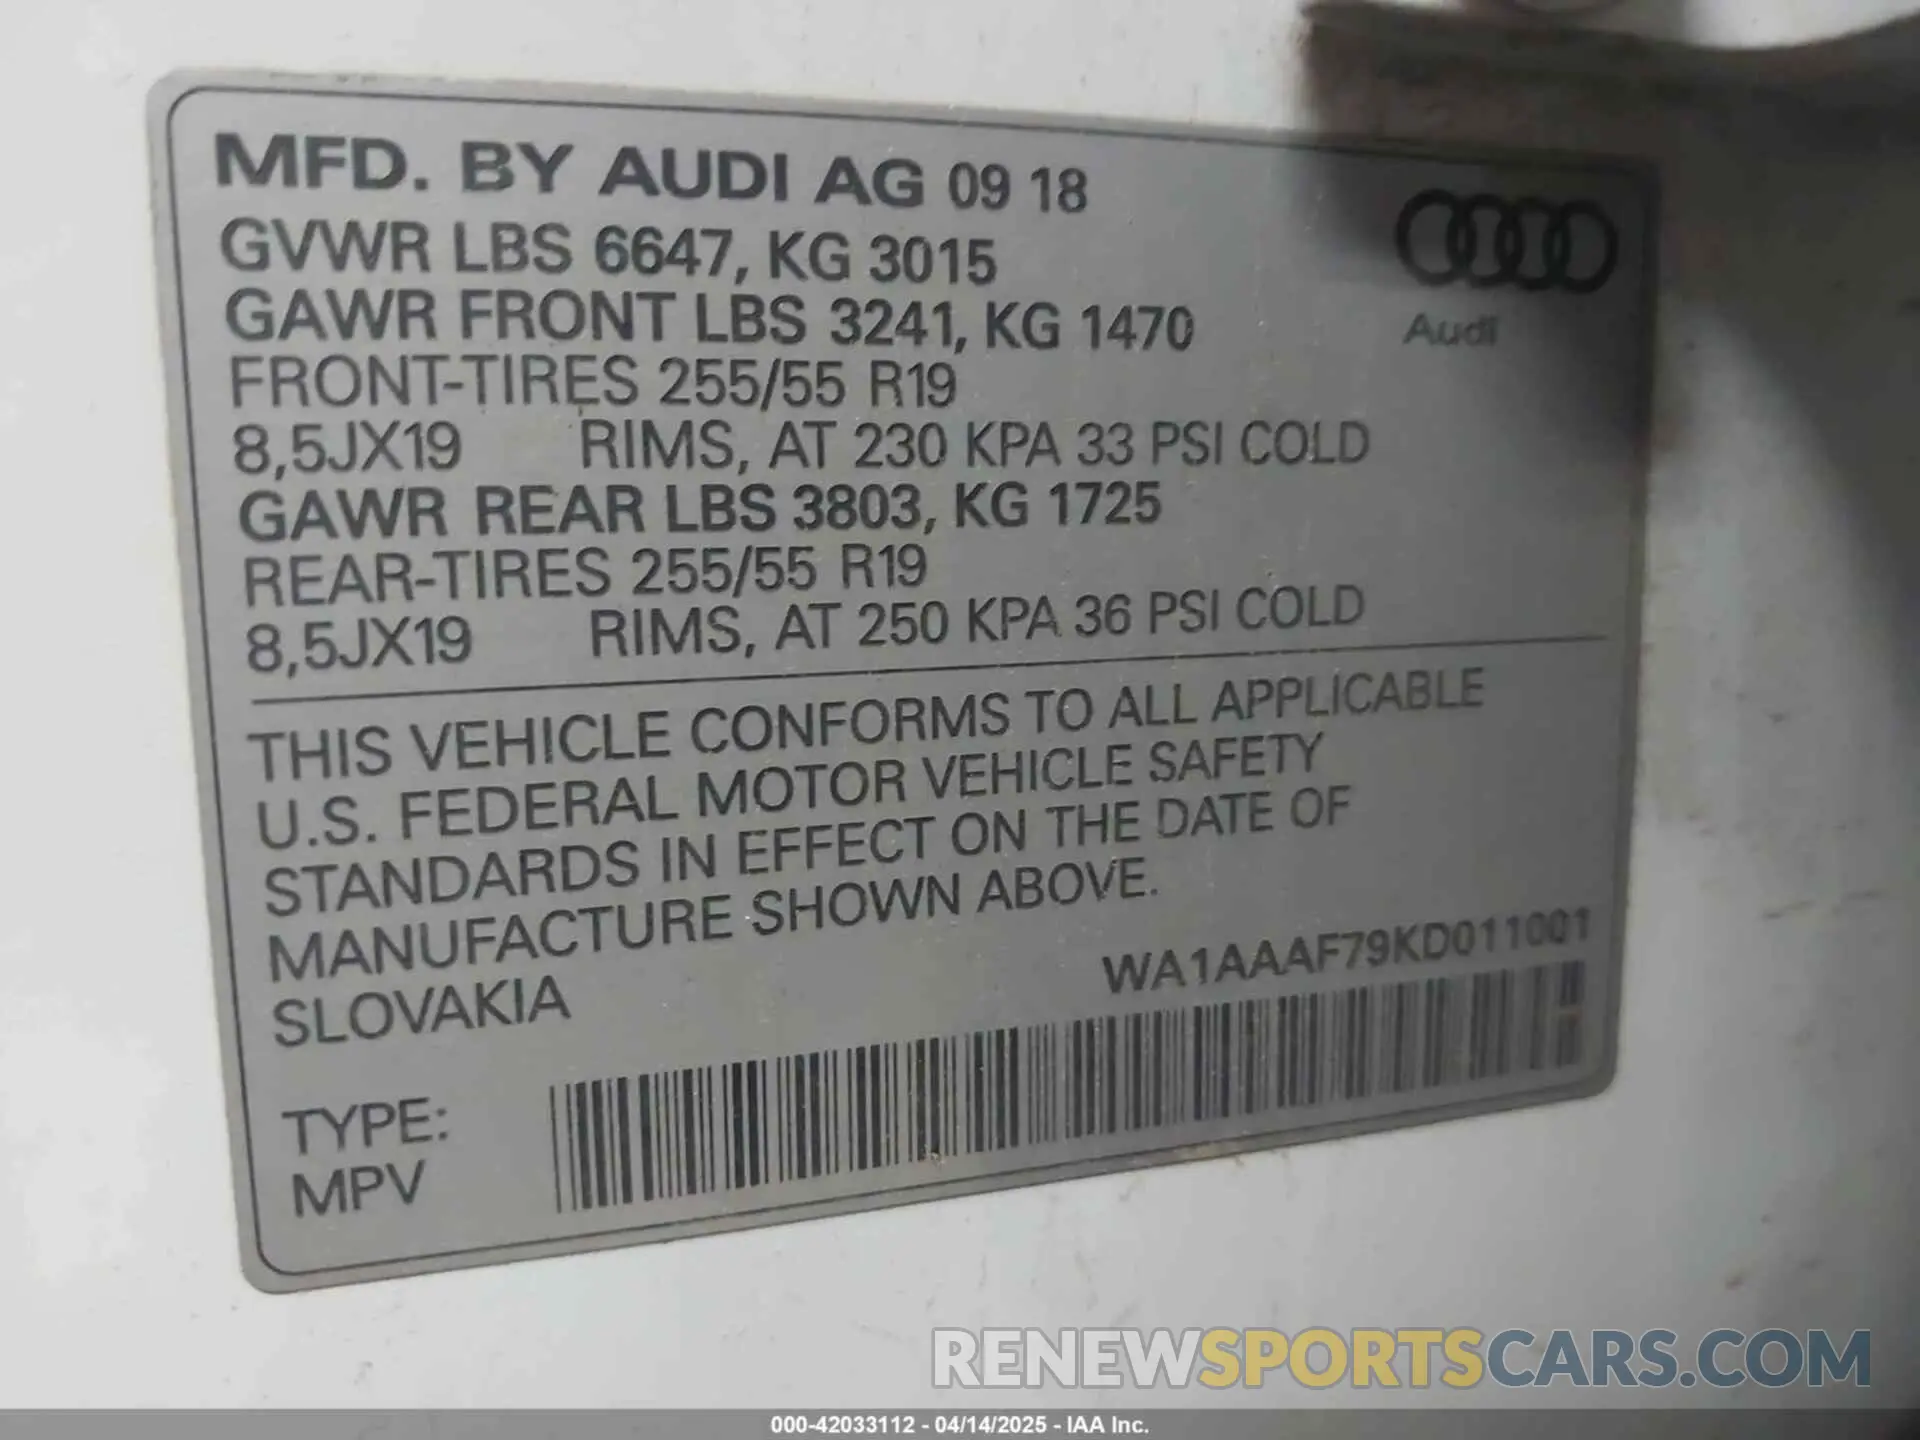 MFD. BY AUDI AG 09 18
GVWR LBS 6647, KG 3015
GAWR FRONT LBS 3241, KG 1470
FRONT-TIRES 255/55 R19
8,5JX19 RIMS, AT 230 KPA 33 PSI COLD
GAWR REAR LBS 3803, KG 1725
REAR-TIRES 255/55 R19
8,5JX19 RIMS, AT 250 KPA 36 PSI COLD
Audi
THIS VEHICLE CONFORMS TO ALL APPLICABLE
U.S. FEDERAL MOTOR VEHICLE SAFETY
STANDARDS IN EFFECT ON THE DATE OF
MANUFACTURE SHOWN ABOVE.
SLOVAKIA
WA1AAAF79KD011001
TYPE:
MPV
RENEWSPORTSCARS.COM
000-42033112 - 04/14/2025 - IAA Inc.